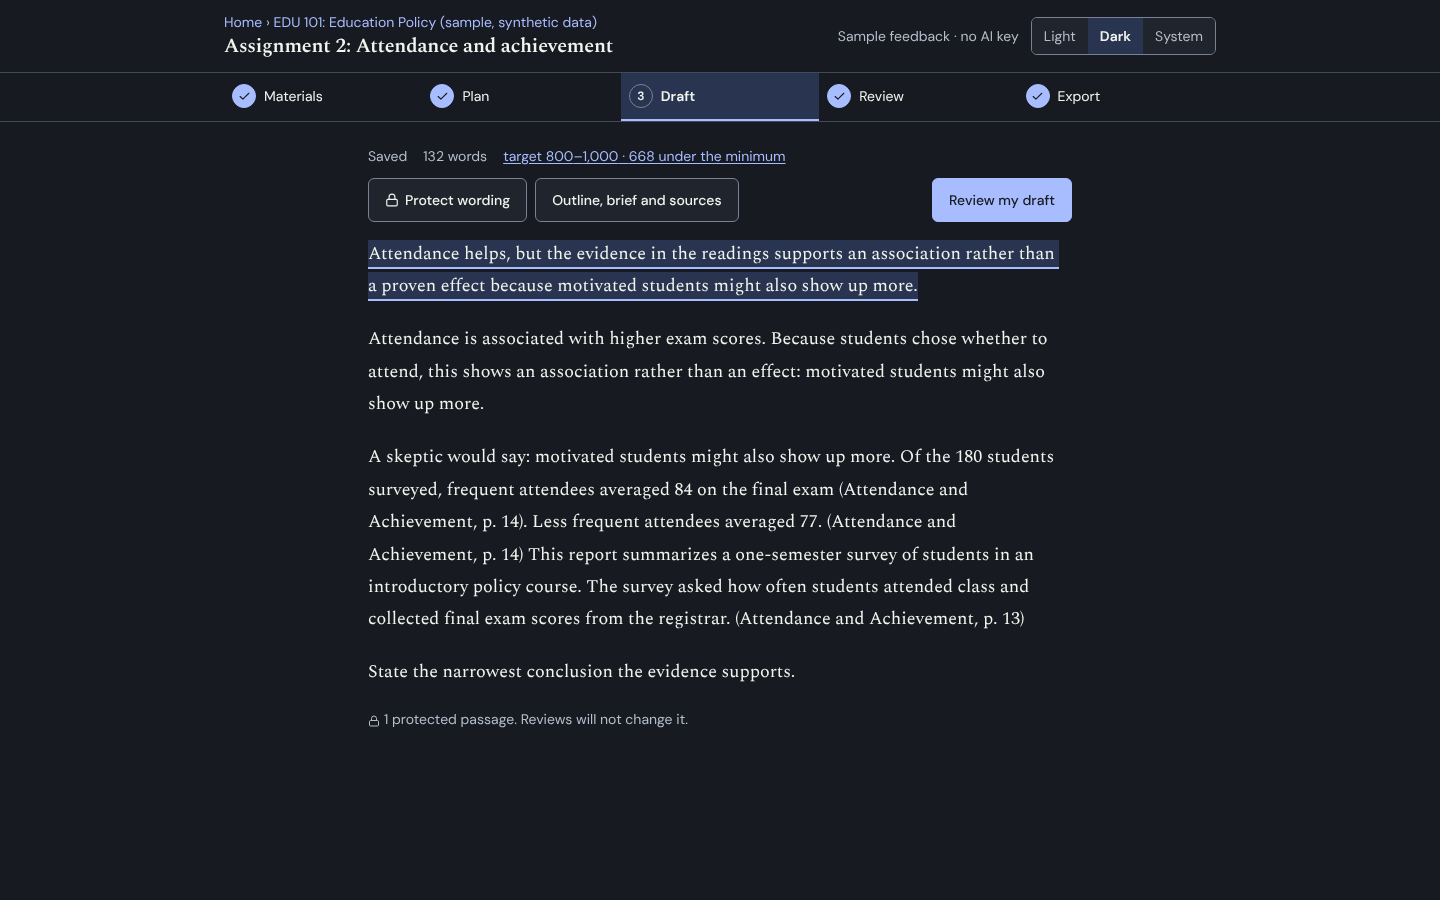 Home › EDU 101: Education Policy (sample, synthetic data)
Assignment 2: Attendance and achievement
Sample feedback · no AI key
Light
Dark
System
Materials
Plan
3
Draft
Review
Export
Saved
132 words
target 800–1,000 · 668 under the minimum
Protect wording
Outline, brief and sources
Review my draft
Attendance helps, but the evidence in the readings supports an association rather than
a proven effect because motivated students might also show up more.
Attendance is associated with higher exam scores. Because students chose whether to
attend, this shows an association rather than an effect: motivated students might also
show up more.
A skeptic would say: motivated students might also show up more. Of the 180 students
surveyed, frequent attendees averaged 84 on the final exam (Attendance and
Achievement, p. 14). Less frequent attendees averaged 77. (Attendance and
Achievement, p. 14) This report summarizes a one-semester survey of students in an
introductory policy course. The survey asked how often students attended class and
collected final exam scores from the registrar. (Attendance and Achievement, p. 13)
State the narrowest conclusion the evidence supports.
1 protected passage. Reviews will not change it.